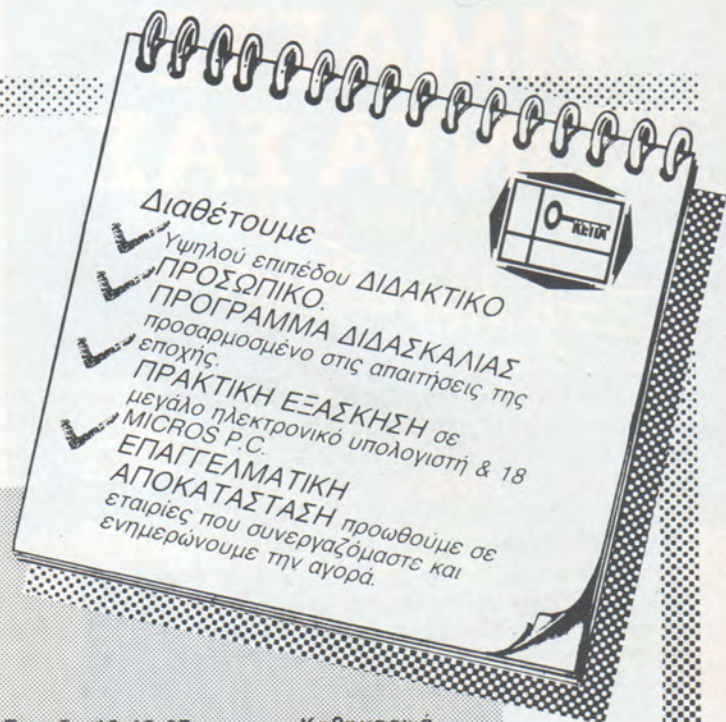 Διαθέτουμε
Υψηλού επιπέδου ΔΙΔΑΚΤΙΚΟ
ΠΡΟΣΩΠΙΚΟ.
ΠΡΟΓΡΑΜΜΑ ΔΙΔΑΣΚΑΛΙΑΣ
προσαρμοσμένο στις απαιτήσεις της
εποχής.
ΠΡΑΚΤΙΚΗ ΕΞΑΣΚΗΣΗ σε
μεγάλο ηλεκτρονικό υπολογιστή & 18
MICROS P.C.
ΕΠΑΓΓΕΛΜΑΤΙΚΗ
ΑΠΟΚΑΤΑΣΤΑΣΗ προωθούμε σε
εταιρίες που συνεργαζόμαστε και
ενημερώνουμε την αγορά.